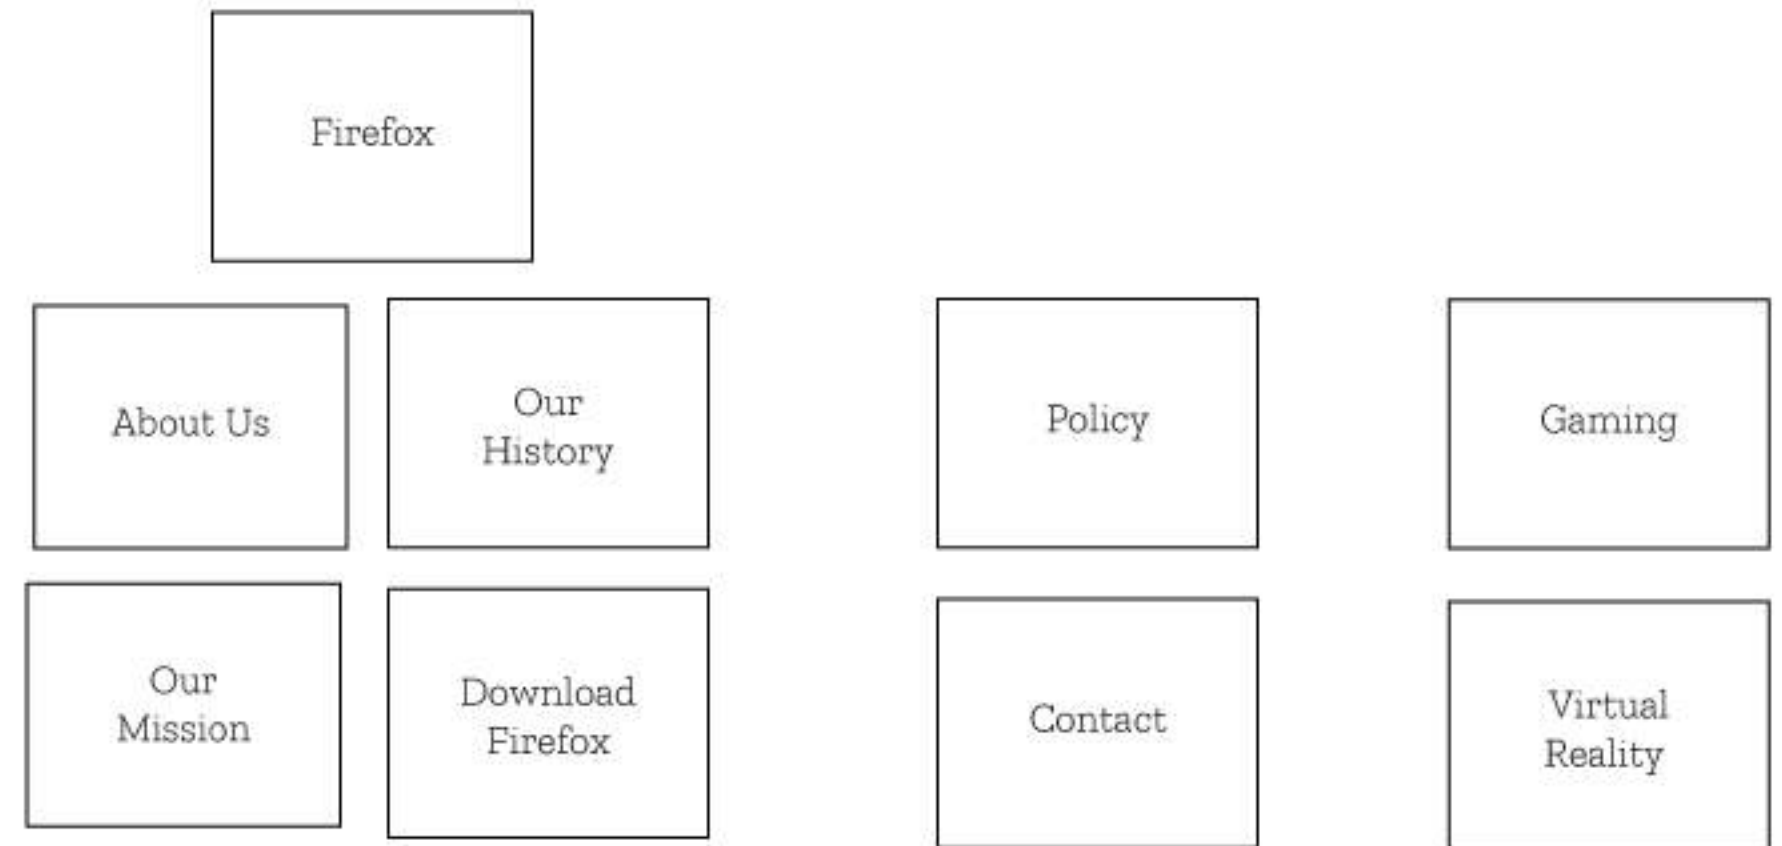 Firefox
About Us
Our
History
Policy
Gaming
Our
Mission
Download
Firefox
Contact
Virtual
Reality